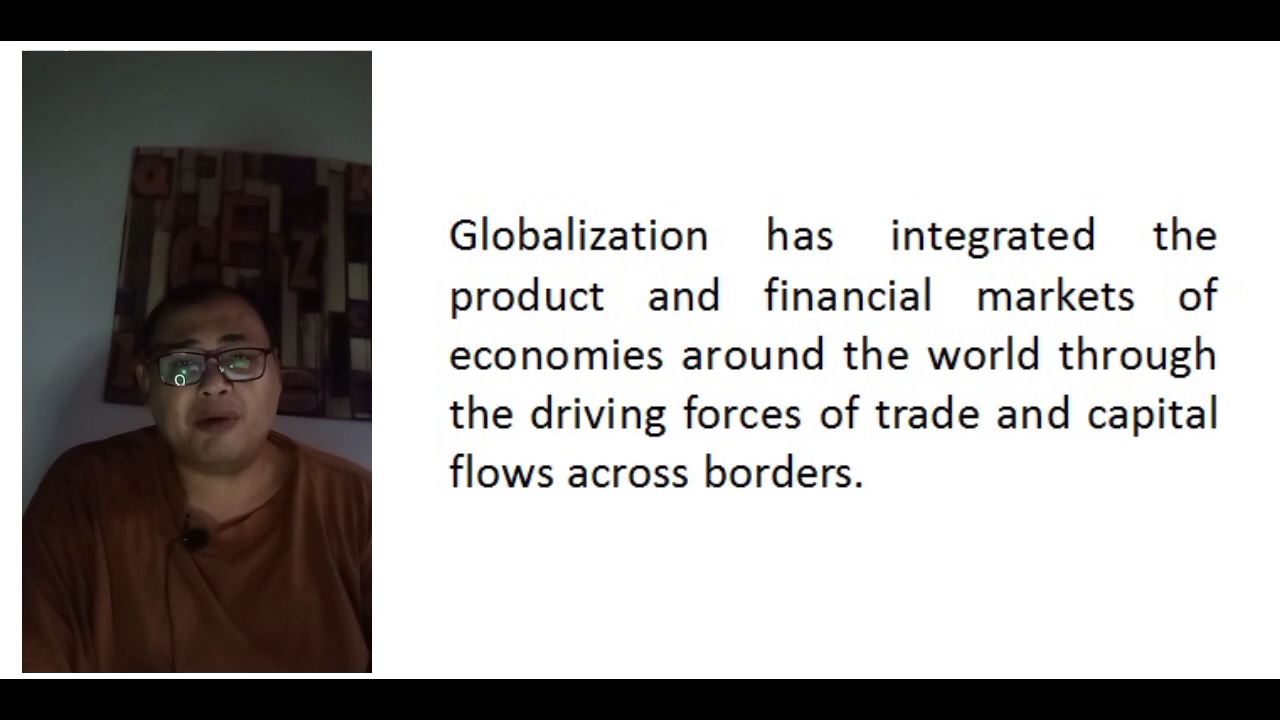 Globalization has integrated the
product and financial markets of
economies around the world through
the driving forces of trade and capital
flows across borders.